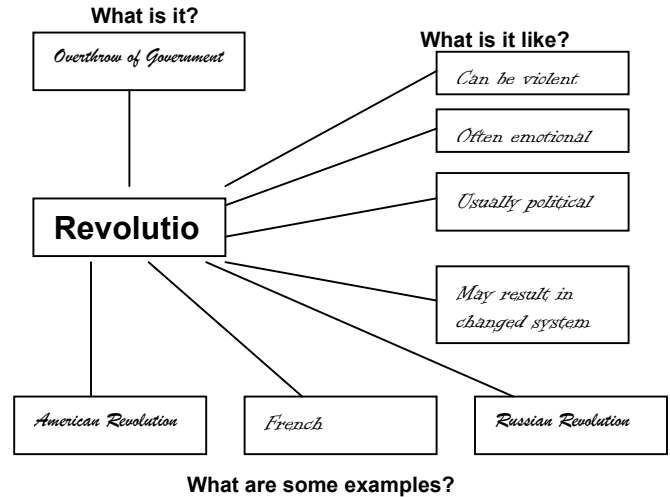 What is it?
Overthrow of Government
What is it like?
Can be violent
Often emotional
Usually political
Revolutio
May result in
changed system
American Revolution
French
Russian Revolution
What are some examples?